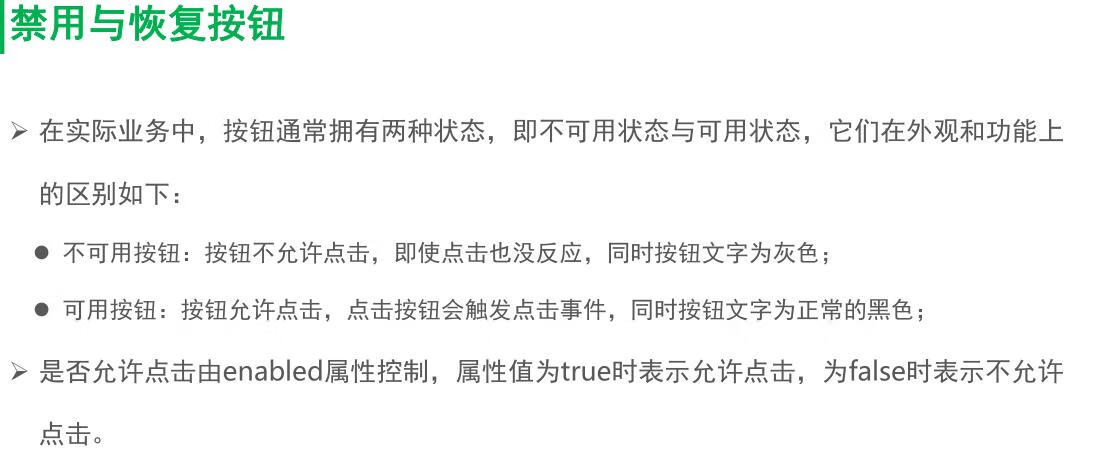 禁用与恢复按钮
➢ 在实际业务中，按钮通常拥有两种状态，即不可用状态与可用状态，它们在外观和功能上
的区别如下：
● 不可用按钮：按钮不允许点击，即使点击也没反应，同时按钮文字为灰色；
● 可用按钮：按钮允许点击，点击按钮会触发点击事件，同时按钮文字为正常的黑色；
➢ 是否允许点击由enabled属性控制，属性值为true时表示允许点击，为false时表示不允许
点击。